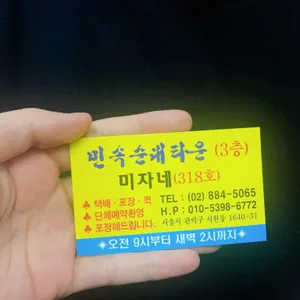 민속순대타운 (3층)
미자네(318호)
♣ 택배 · 포장 · 퀵
♣ 단체예약환영
♣ 포장해드립니다.
TEL : (02) 884-5065
H.P : 010-5398-6772
서울시 관악구 서원동 1640-31
◆오전 9시부터 새벽 2시까지◆